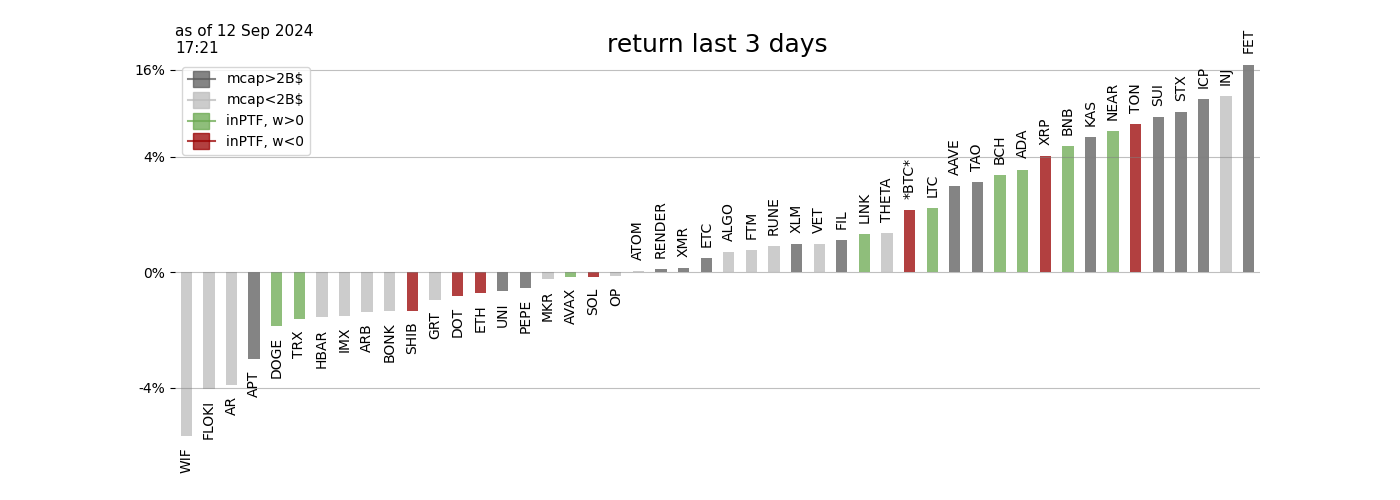 as of 12 Sep 2024
17:21
return last 3 days
16%
4%
0%
-4%
mcap>2B$
mcap<2B$
inPTF, w>0
inPTF, w<0
WIF
FLOKI
AR
APT
DOGE
TRX
HBAR
IMX
ARB
BONK
SHIB
GRT
DOT
ETH
UNI
PEPE
MKR
AVAX
SOL
OP
ATOM
RENDER
XMR
ETC
ALGO
FTM
RUNE
XLM
VET
FIL
LINK
THETA
*BTC*
LTC
AAVE
TAO
BCH
ADA
XRP
BNB
KAS
NEAR
TON
SUI
STX
ICP
INJ
FET